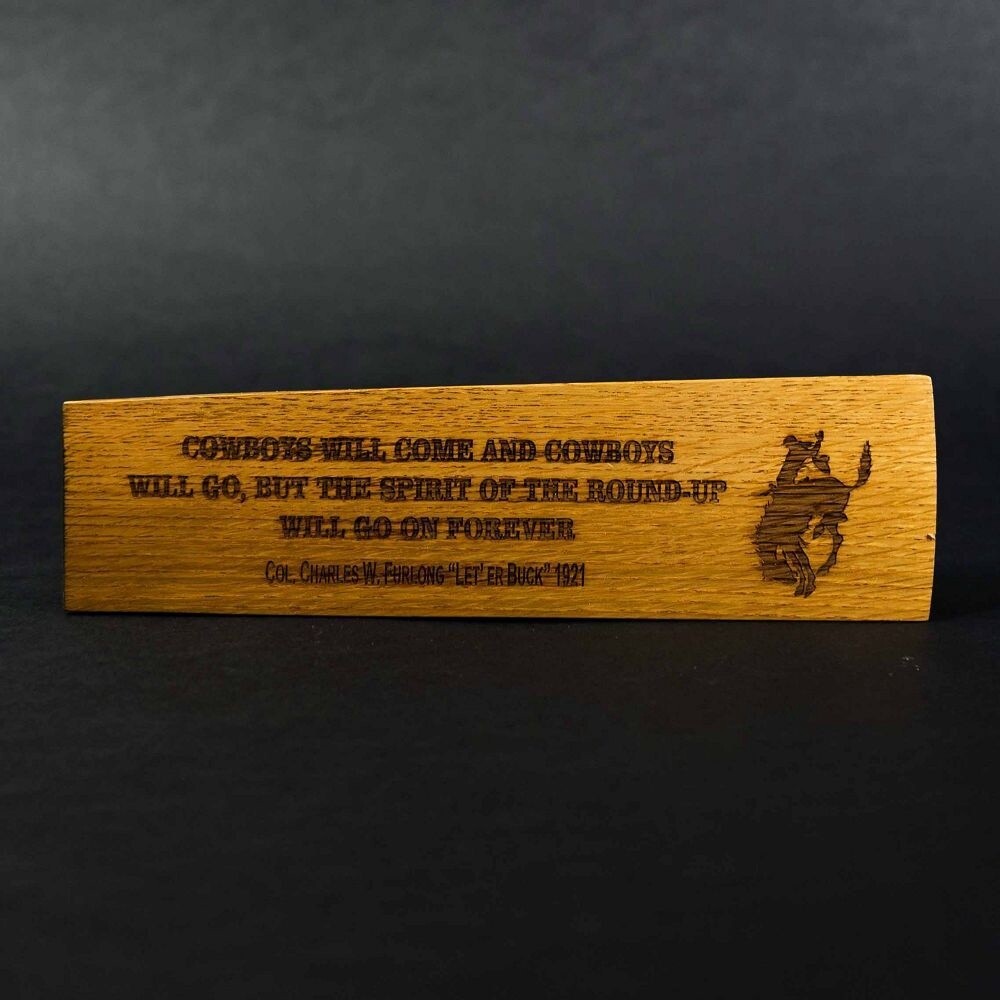 COWBOYS WILL COME AND COWBOYS
WILL GO, BUT THE SPIRIT OF THE ROUND-UP
WILL GO ON FOREVER
COL. CHARLES W. FURLONG "LET' ER BUCK" 1921